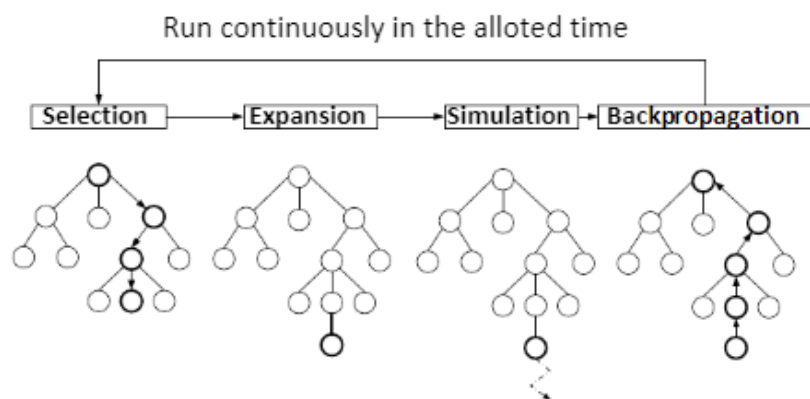 Run continuously in the alloted time
Selection
Expansion
Simulation
Backpropagation